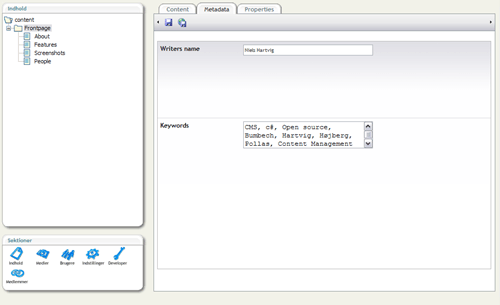 Indhold
content
Frontpage
About
Features
Screenshots
People
Sektioner
Indhold Medier Brugere Indstillinger Developer
Medlemmer
Content Metadata Properties
Writers name
Niels Hartvig
Keywords
CMS, c#, Open source,
Bumbech, Hartvig, Højberg,
Pollas, Content Management